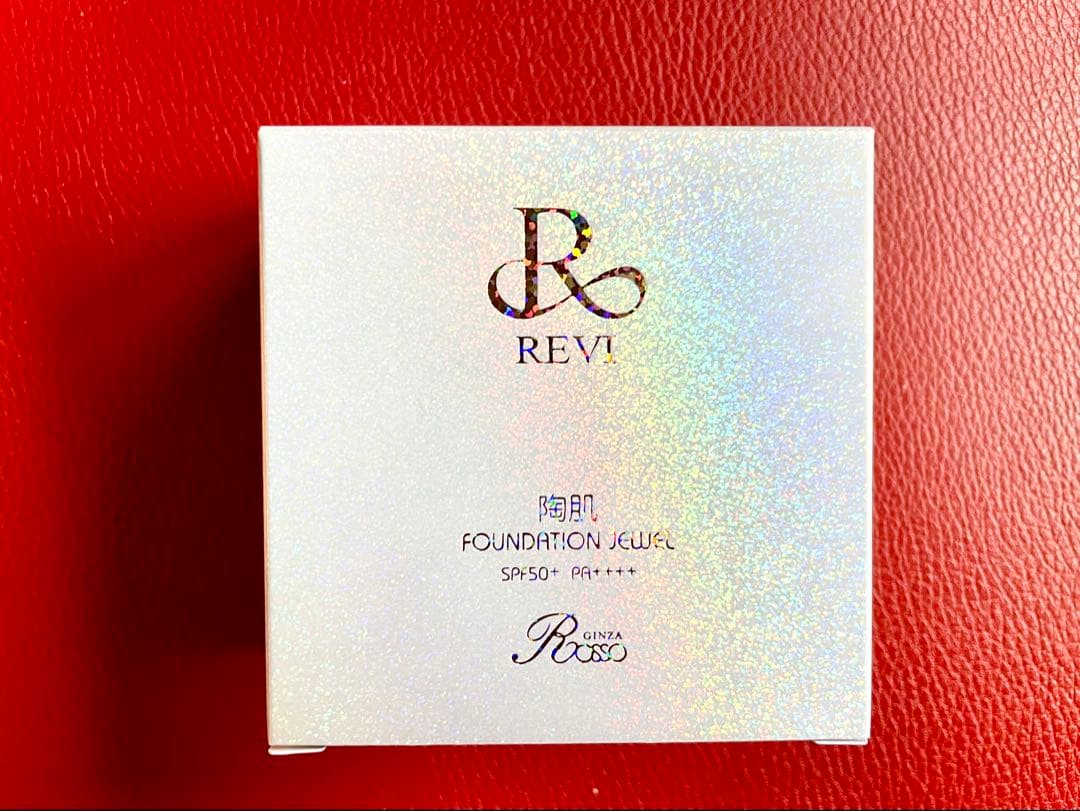 R
REVI
陶肌
FOUNDATION JEWEL
SPF50+ PA++++
GINZA
Rosso